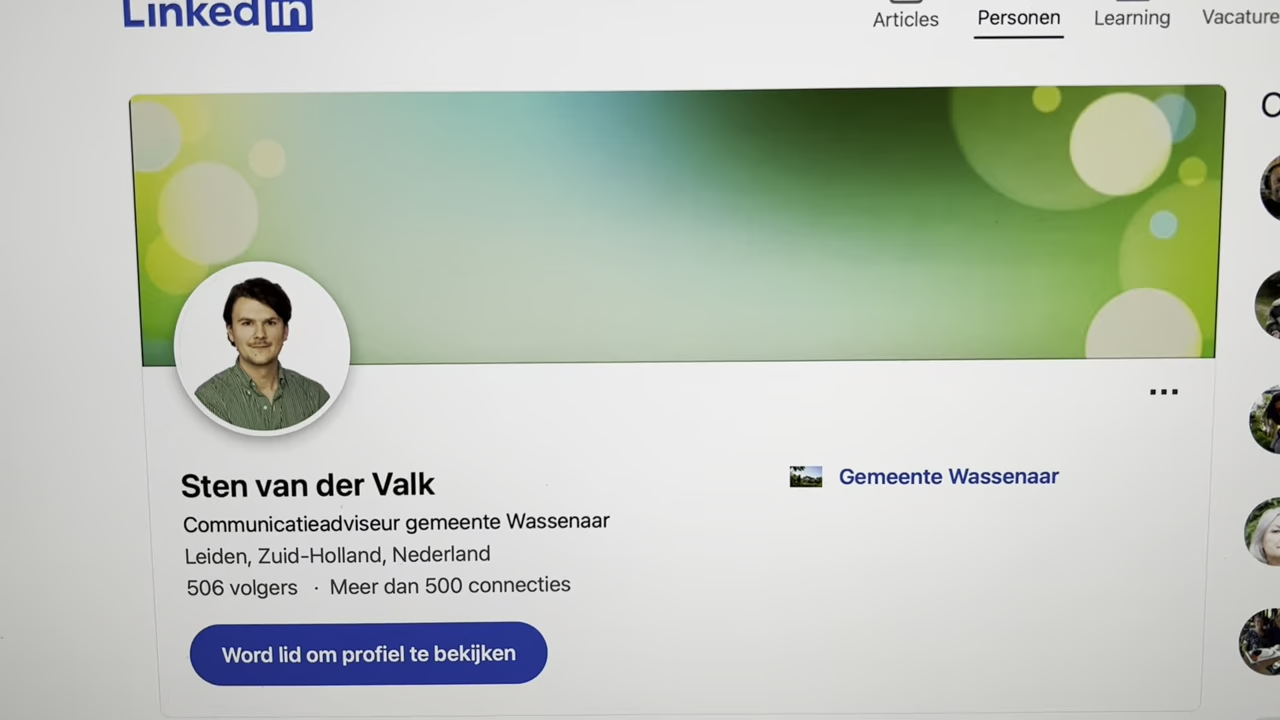 LinkedIn
Articles
Personen
Learning
Vacature
Sten van der Valk
Gemeente Wassenaar
Communicatieadviseur gemeente Wassenaar
Leiden, Zuid-Holland, Nederland
506 volgers · Meer dan 500 connecties
Word lid om profiel te bekijken